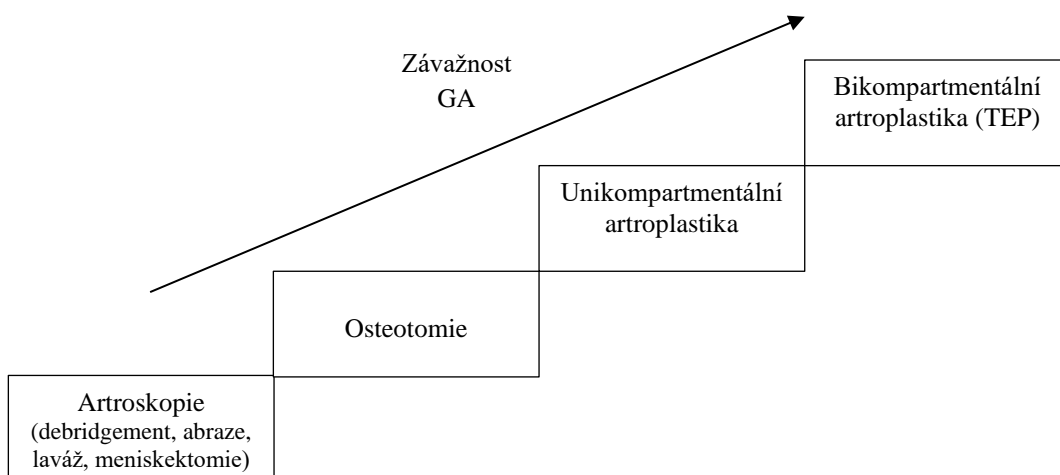 Závažnost
GA
Bikompartmentální
artroplastika (TEP)
Unikompartmentální
artroplastika
Osteotomie
Artroskopie
(debridgement, abraze,
laváž, meniskektomie)